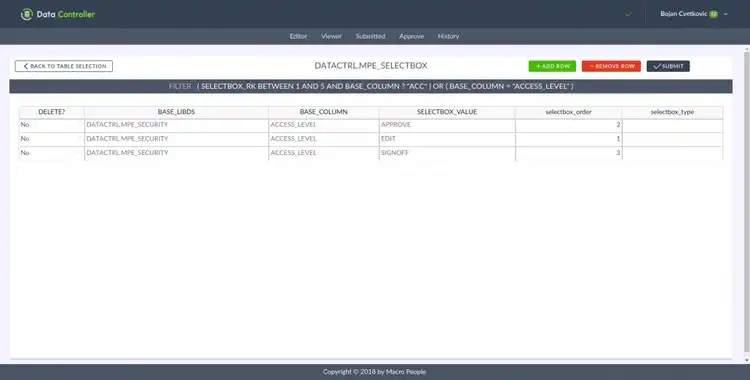 Data Controller
Bojan Cvetkovic
Editor Viewer Submitted Approve History
BACK TO TABLE SELECTION DATACTRL.MPE_SELECTBOX + ADD ROW − REMOVE ROW SUBMIT
FILTER ( SELECTBOX_RK BETWEEN 1 AND 5 AND BASE_COLUMN ? "ACC" ) OR ( BASE_COLUMN = "ACCESS_LEVEL" )
DELETE? BASE_LIBDS BASE_COLUMN SELECTBOX_VALUE selectbox_order selectbox_type
No DATACTRL.MPE_SECURITY ACCESS_LEVEL APPROVE 2
No DATACTRL.MPE_SECURITY ACCESS_LEVEL EDIT 1
No DATACTRL.MPE_SECURITY ACCESS_LEVEL SIGNOFF 3
Copyright © 2018 by Macro People